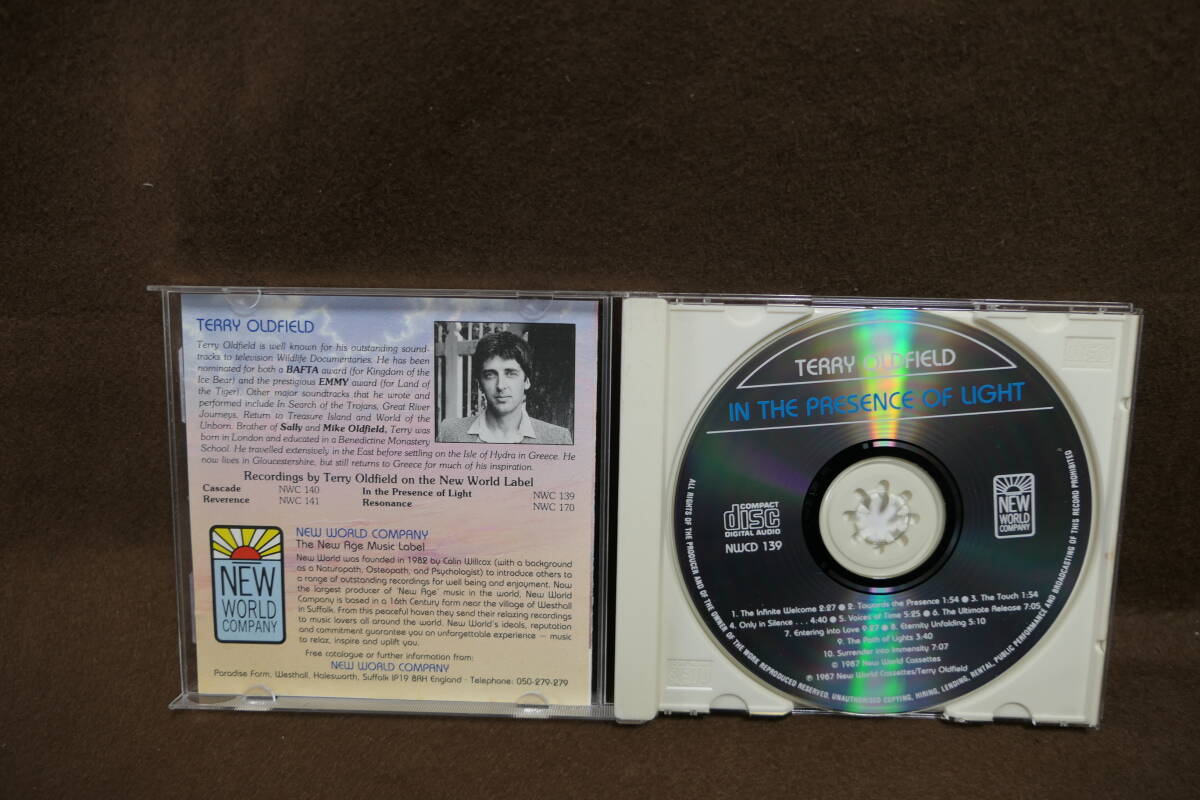 TERRY OLDFIELD
Terry Oldfield is well known for his outstanding sound-
tracks to television Wildlife Documentaries. He has been
nominated for both a BAFTA award (for Kingdom of the
Ice Bear) and the prestigious EMMY award (for Land of
the Tiger). Other major soundtracks that he wrote and
performed include In Search of the Trojans, Great River
Journeys, Return to Treasure Island and World of the
Unborn. Brother of Sally and Mike Oldfield, Terry was
born in London and educated in a Benedictine Monastery
School. He travelled extensively in the East before settling on the Isle of Hydra in Greece. He
now lives in Gloucestershire, but still returns to Greece for much of his inspiration.
Recordings by Terry Oldfield on the New World Label
Cascade NWC 140 In the Presence of Light NWC 139
Reverence NWC 141 Resonance NWC 170
NEW WORLD COMPANY
The New Age Music Label
New World was founded in 1982 by Colin Willcox (with a background
as a Naturopath, Osteopath, and Psychologist) to introduce others to
a range of outstanding recordings for well being and enjoyment. Now
the largest producer of 'New Age' music in the world, New World
Company is based in a 16th Century farm near the village of Westhall
in Suffolk. From this peaceful haven they send their relaxing recordings
to music lovers all around the world. New World's ideals, reputation
and commitment guarantee you an unforgettable experience — music
to relax, inspire and uplift you.
Free catalogue or further information from:
NEW WORLD COMPANY
Paradise Farm, Westhall, Halesworth, Suffolk IP19 8RH England · Telephone: 050-279-279
NEW
WORLD
COMPANY
TERRY OLDFIELD
IN THE PRESENCE OF LIGHT
COMPACT
disc
DIGITAL AUDIO
NWCD 139
NEW
WORLD
COMPANY
1. The Infinite Welcome 2:27 ● 2. Towards the Presence 1:54 ● 3. The Touch 1:54
4. Only in Silence . . . 4:40 ● 5. Voices of Time 5:25 ● 6. The Ultimate Release 7:05
7. Entering into Love 9:27 ● 8. Eternity Unfolding 5:10
9. The Path of Lights 3:40
10. Surrender into Immensity 7:07
© 1987 New World Cassettes
℗ 1987 New World Cassettes/Terry Oldfield
ALL RIGHTS OF THE PRODUCER AND OF THE OWNER OF THE WORK REPRODUCED RESERVED. UNAUTHORISED COPYING, HIRING, LENDING, RENTAL, PUBLIC PERFORMANCE AND BROADCASTING OF THIS RECORD PROHIBITED